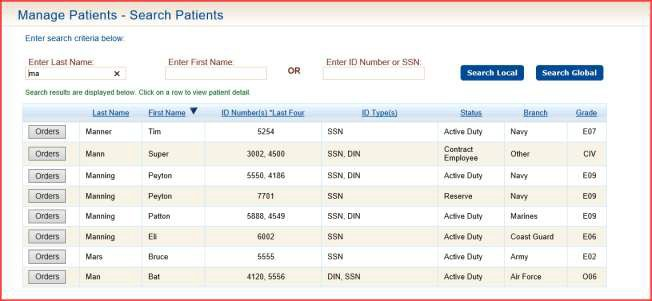 Manage Patients - Search Patients
Enter search criteria below:
Enter Last Name: Enter First Name: OR Enter ID Number or SSN:
ma × Search Local Search Global
Search results are displayed below. Click on a row to view patient detail.
Last Name First Name ▼ ID Number(s) *Last Four ID Type(s) Status Branch Grade
Orders Manner Tim 5254 SSN Active Duty Navy E07
Orders Mann Super 3002, 4500 SSN, DIN Contract Employee Other CIV
Orders Manning Peyton 5550, 4186 SSN, DIN Active Duty Navy E09
Orders Manning Peyton 7701 SSN Reserve Navy E09
Orders Manning Patton 5888, 4549 SSN, DIN Active Duty Marines E09
Orders Manning Eli 6002 SSN Active Duty Coast Guard E06
Orders Mars Bruce 5555 SSN Active Duty Army E02
Orders Man Bat 4120, 5556 DIN, SSN Active Duty Air Force O06